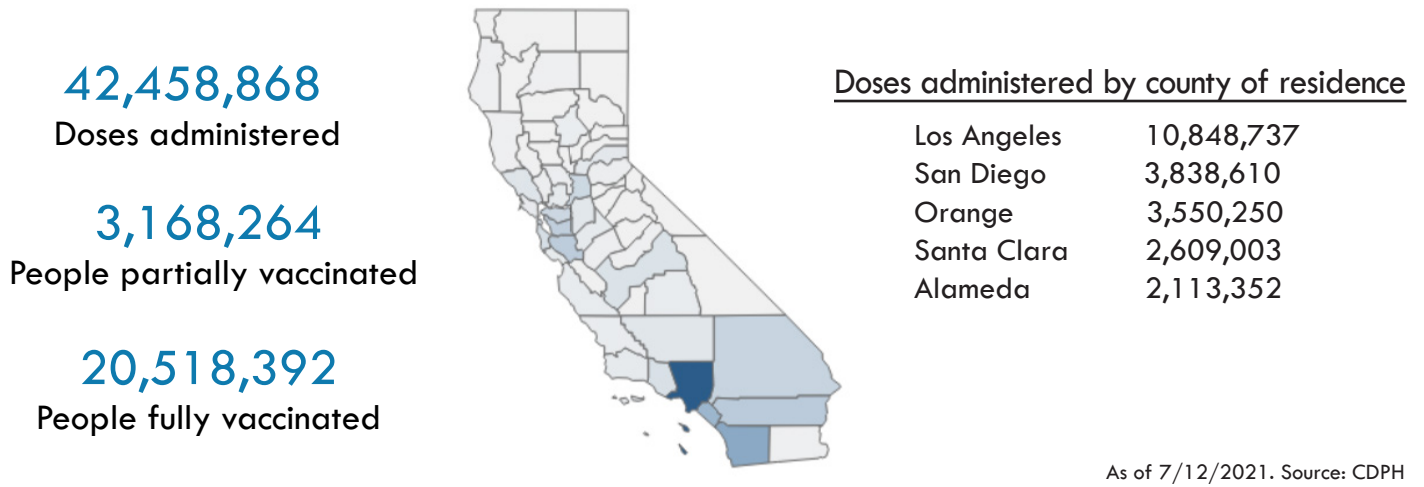 42,458,868
Doses administered
3,168,264
People partially vaccinated
20,518,392
People fully vaccinated
Doses administered by county of residence
Los Angeles 10,848,737
San Diego 3,838,610
Orange 3,550,250
Santa Clara 2,609,003
Alameda 2,113,352
As of 7/12/2021. Source: CDPH